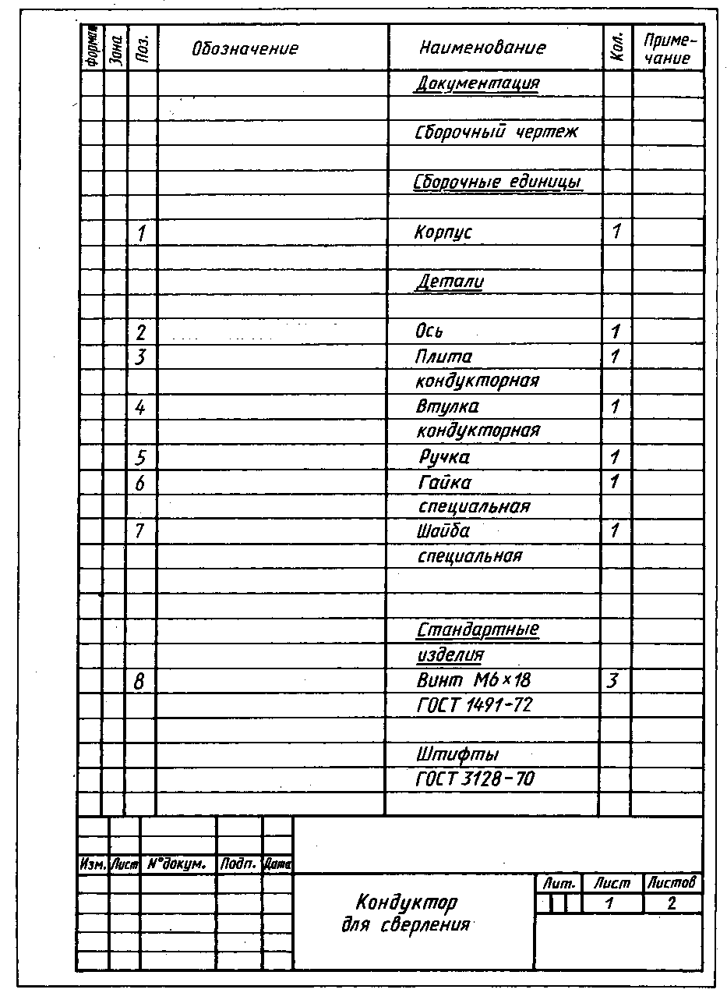 Формат Зона Поз. Обозначение Наименование Кол. Приме-
чание
Документация
Сборочный чертеж
Сборочные единицы
1 Корпус 1
Детали
2 Ось 1
3 Плита 1
кондукторная
4 Втулка 1
кондукторная
5 Ручка 1
6 Гайка 1
специальная
7 Шайба 1
специальная
Стандартные
изделия
8 Винт М6×18 3
ГОСТ 1491-72
Штифты
ГОСТ 3128-70
Изм. Лист №докум. Подп. Дата
Лит. Лист Листов
1 2
Кондуктор
для сверления